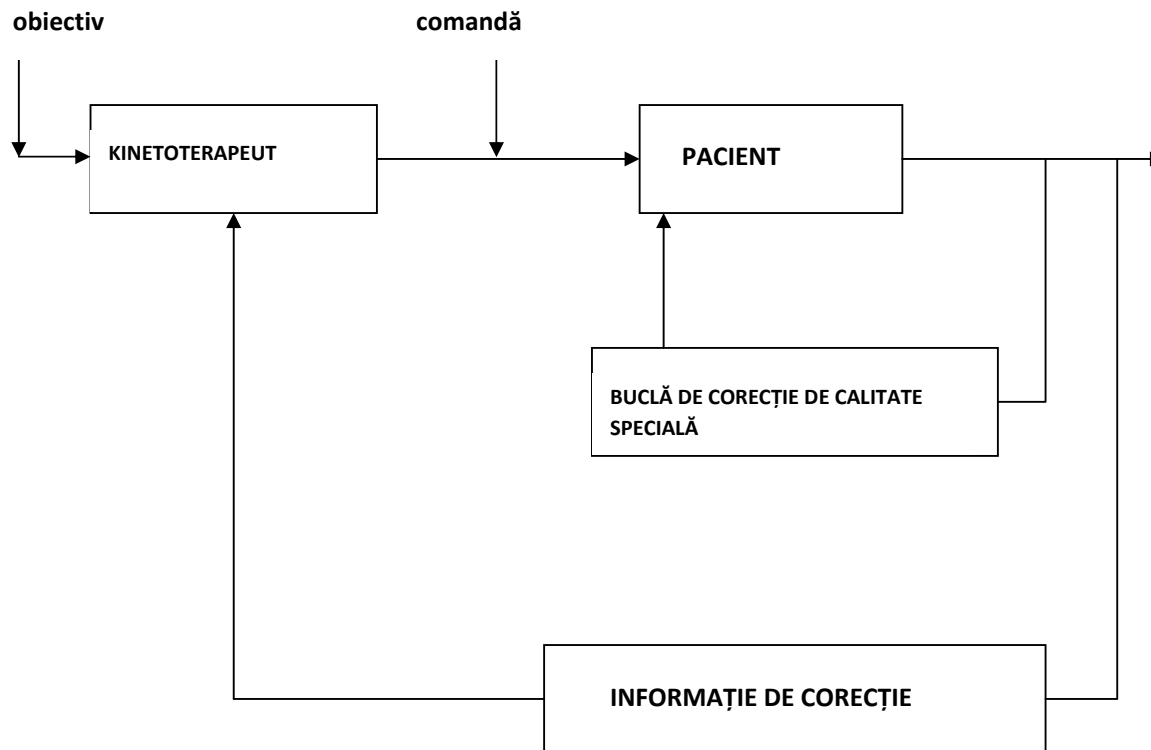 obiectiv
comandă
KINETOTERAPEUT
PACIENT
BUCLĂ DE CORECȚIE DE CALITATE
SPECIALĂ
INFORMAȚIE DE CORECȚIE